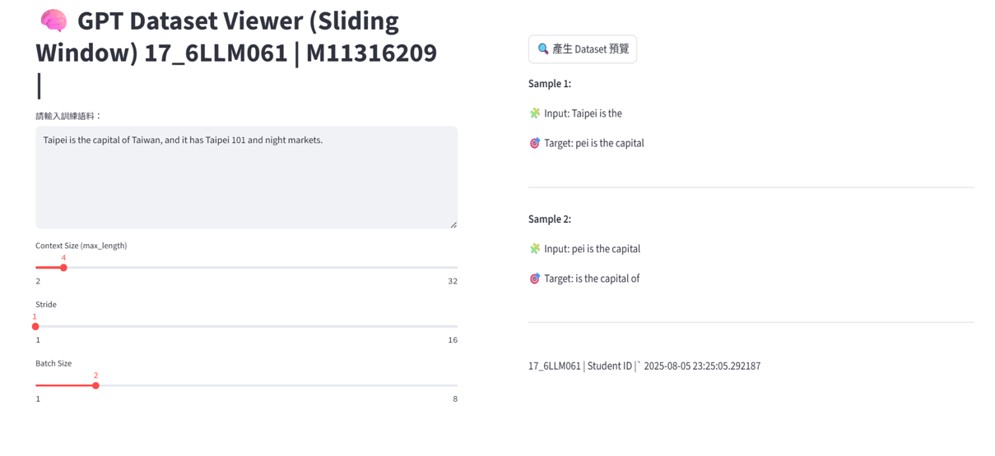 🧠 GPT Dataset Viewer (Sliding
Window) 17_6LLM061 | M11316209
|
請輸入訓練語料：
Taipei is the capital of Taiwan, and it has Taipei 101 and night markets.
Context Size (max_length)
4
2
32
Stride
1
1
16
Batch Size
2
1
8
🔍 產生 Dataset 預覽
Sample 1:
🧩 Input: Taipei is the
🎯 Target: pei is the capital
Sample 2:
🧩 Input: pei is the capital
🎯 Target: is the capital of
17_6LLM061 | Student ID |` 2025-08-05 23:25:05.292187